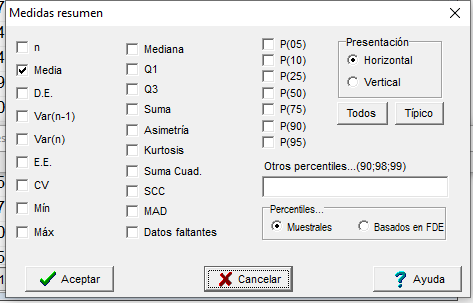 Medidas resumen
n
Media
D.E.
Var(n-1)
Var(n)
E.E.
CV
Mín
Máx
Mediana
Q1
Q3
Suma
Asimetría
Kurtosis
Suma Cuad.
SCC
MAD
Datos faltantes
P(05)
P(10)
P(25)
P(50)
P(75)
P(90)
P(95)
Presentación
Horizontal
Vertical
Todos Típico
Otros percentiles...(90;98;99)
Percentiles...
Muestrales Basados en FDE
Aceptar Cancelar Ayuda